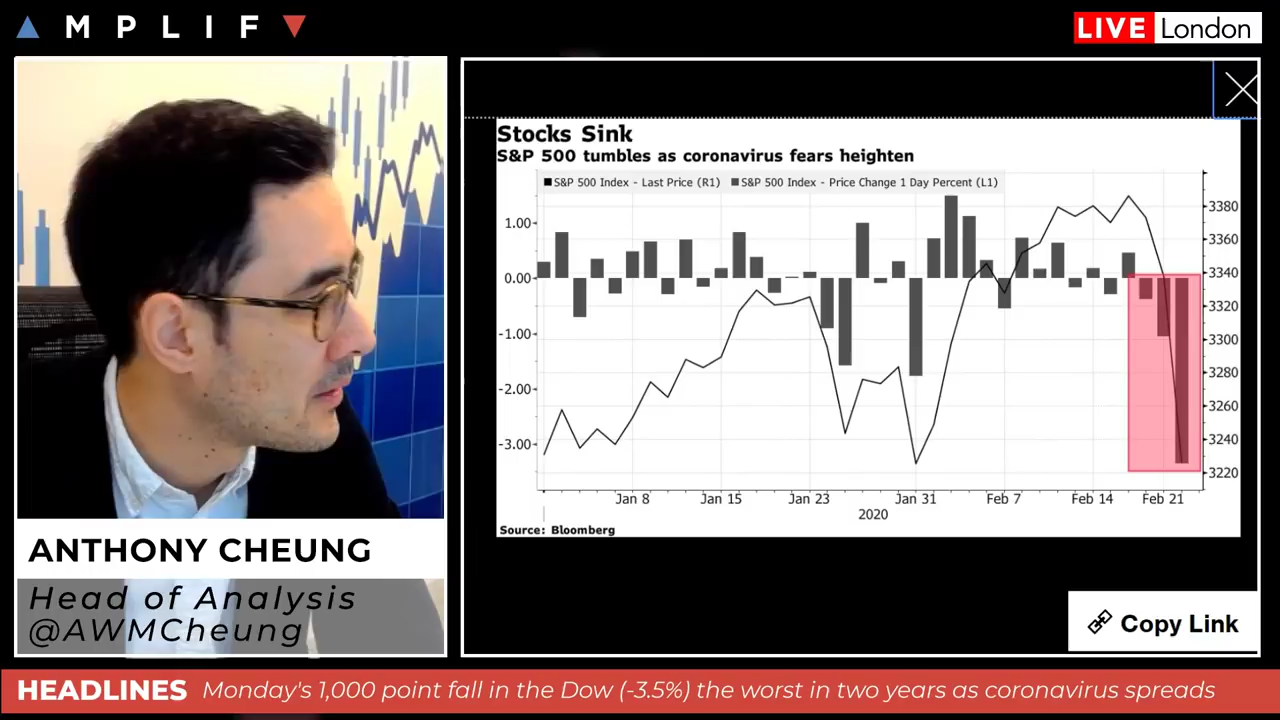 ▲ M P L I F ▼
LIVE London
Stocks Sink
S&P 500 tumbles as coronavirus fears heighten
S&P 500 Index - Last Price (R1) S&P 500 Index - Price Change 1 Day Percent (L1)
1.00
0.00
-1.00
-2.00
-3.00
3380
3360
3340
3320
3300
3280
3260
3240
3220
Jan 8 Jan 15 Jan 23 Jan 31 Feb 7 Feb 14 Feb 21
2020
Source: Bloomberg
Copy Link
ANTHONY CHEUNG
Head of Analysis
@AWMCheung
HEADLINES Monday's 1,000 point fall in the Dow (-3.5%) the worst in two years as coronavirus spreads